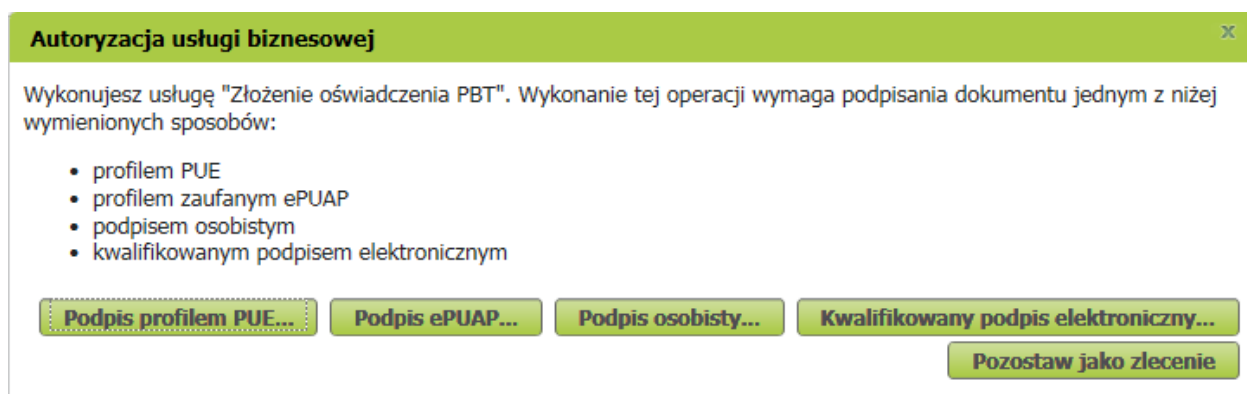 Autoryzacja usługi biznesowej
x
Wykonujesz usługę "Złożenie oświadczenia PBT". Wykonanie tej operacji wymaga podpisania dokumentu jednym z niżej
wymienionych sposobów:
• profilem PUE
• profilem zaufanym ePUAP
• podpisem osobistym
• kwalifikowanym podpisem elektronicznym
Podpis profilem PUE... Podpis ePUAP... Podpis osobisty... Kwalifikowany podpis elektroniczny...
Pozostaw jako zlecenie